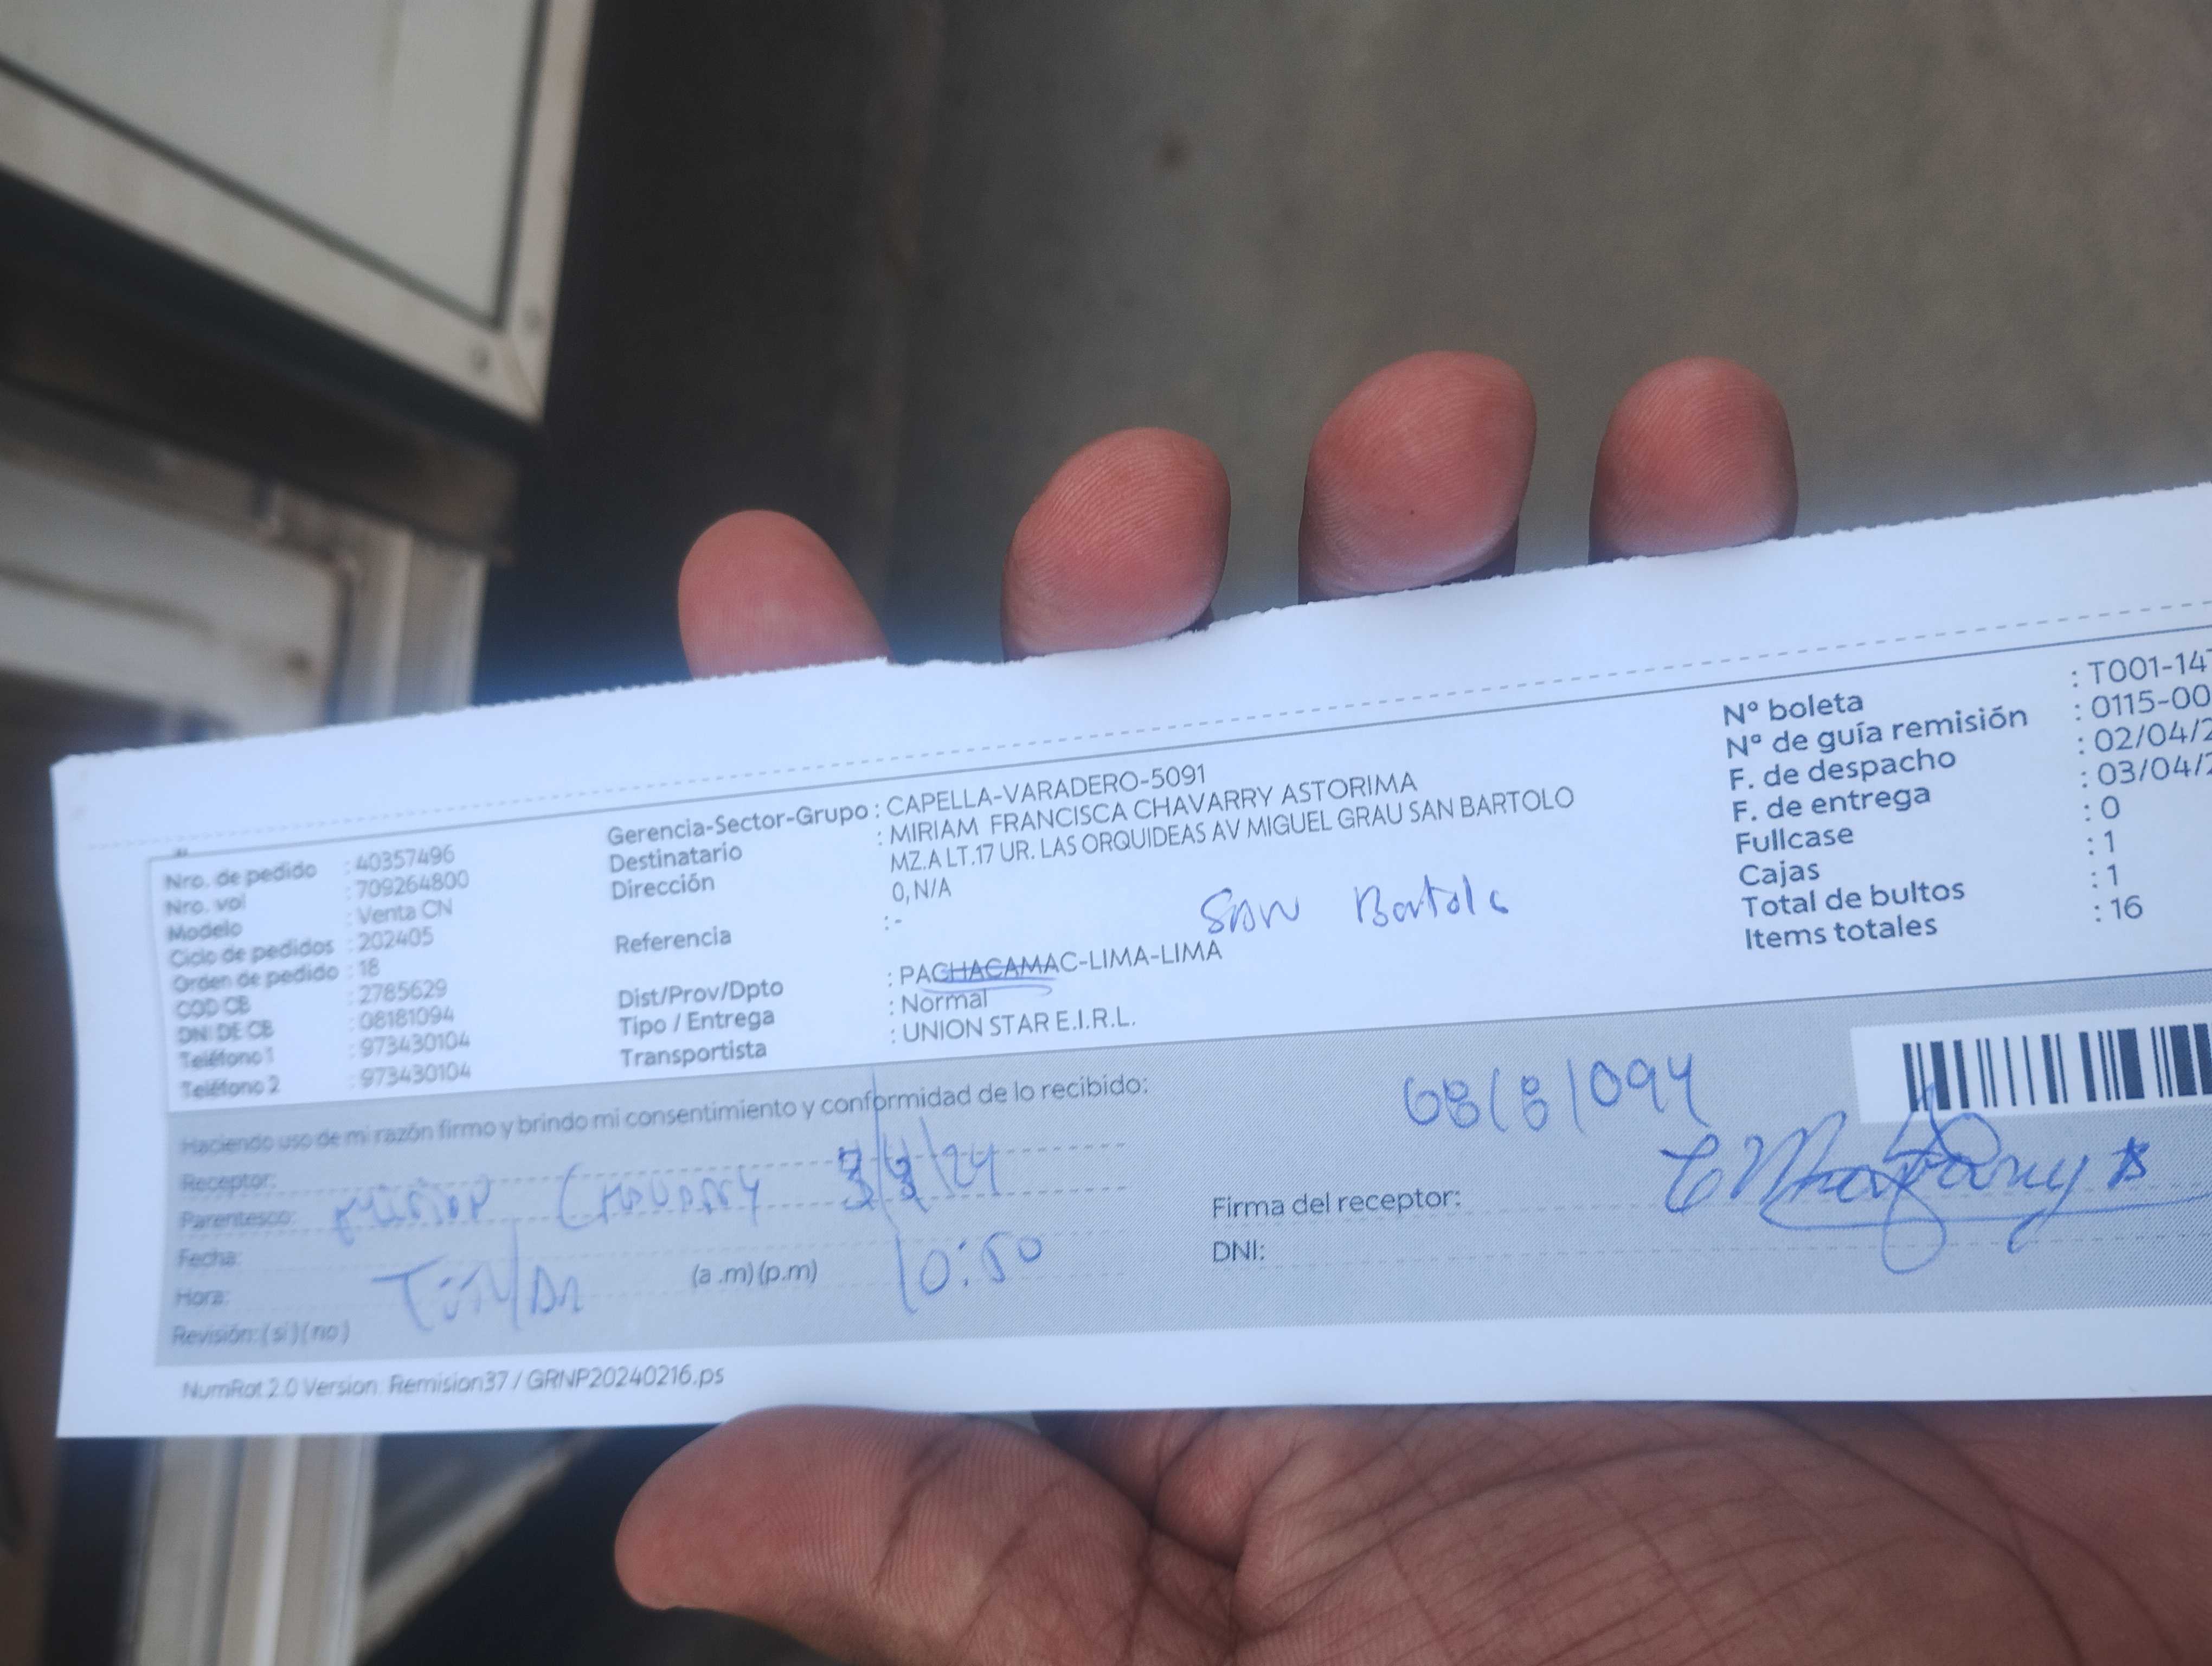 Nro. de pedido : 40357496
Nro. vol : 709264800
Modelo : Venta CN
Ciclo de pedidos : 202405
Orden de pedido : 18
COD CB : 2785629
DNI DE CB : 08181094
Teléfono 1 : 973430104
Teléfono 2 : 973430104
Gerencia-Sector-Grupo : CAPELLA-VARADERO-5091
Destinatario : MIRIAM FRANCISCA CHAVARRY ASTORIMA
Dirección MZ.A LT.17 UR. LAS ORQUIDEAS AV MIGUEL GRAU SAN BARTOLO
0,N/A
Referencia :-
San Bartolo
Dist/Prov/Dpto : PACHACAMAC-LIMA-LIMA
Tipo / Entrega : Normal
Transportista : UNION STAR E.I.R.L.
Nº boleta : T001-14
Nº de guía remisión : 0115-00
F. de despacho : 02/04/2
F. de entrega : 03/04/2
Fullcase : 0
Cajas : 1
Total de bultos : 1
Items totales : 16
Haciendo uso de mi razón firmo y brindo mi consentimiento y conformidad de lo recibido:
Receptor:
Parentesco: Chavarry
Fecha:
Hora: (a.m)(p.m) 10:50
Revisión: (si)(no)
08181094
Firma del receptor:
DNI:
NumRot 2.0 Version: Remision37 / GRNP20240216.ps